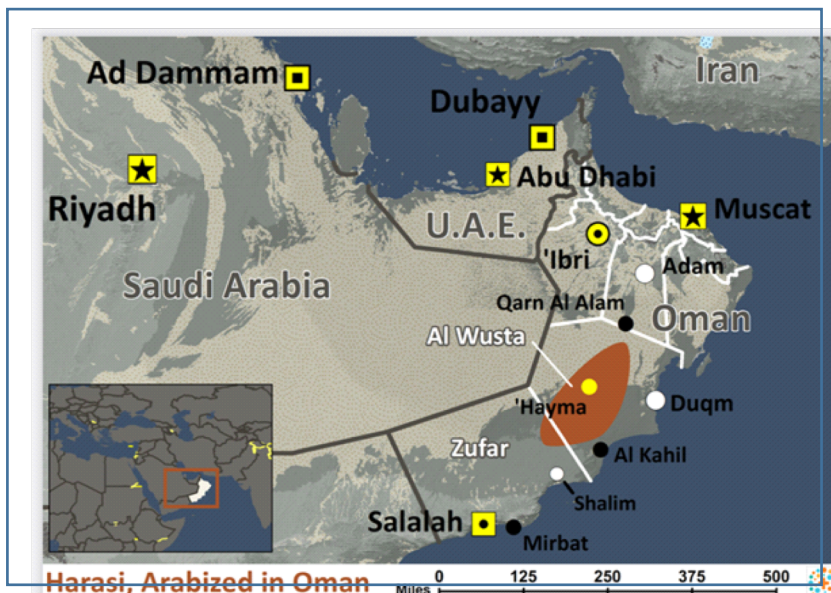 Iran
Ad Dammam
Dubayy
Abu Dhabi
Riyadh
U.A.E.
Muscat
'Ibri
Adam
Saudi Arabia
Qarn Al Alam
Oman
Al Wusta
'Hayma
Duqm
Zufar
Al Kahil
Shalim
Salalah
Mirbat
Harasi, Arabized in Oman
Miles 0 125 250 375 500